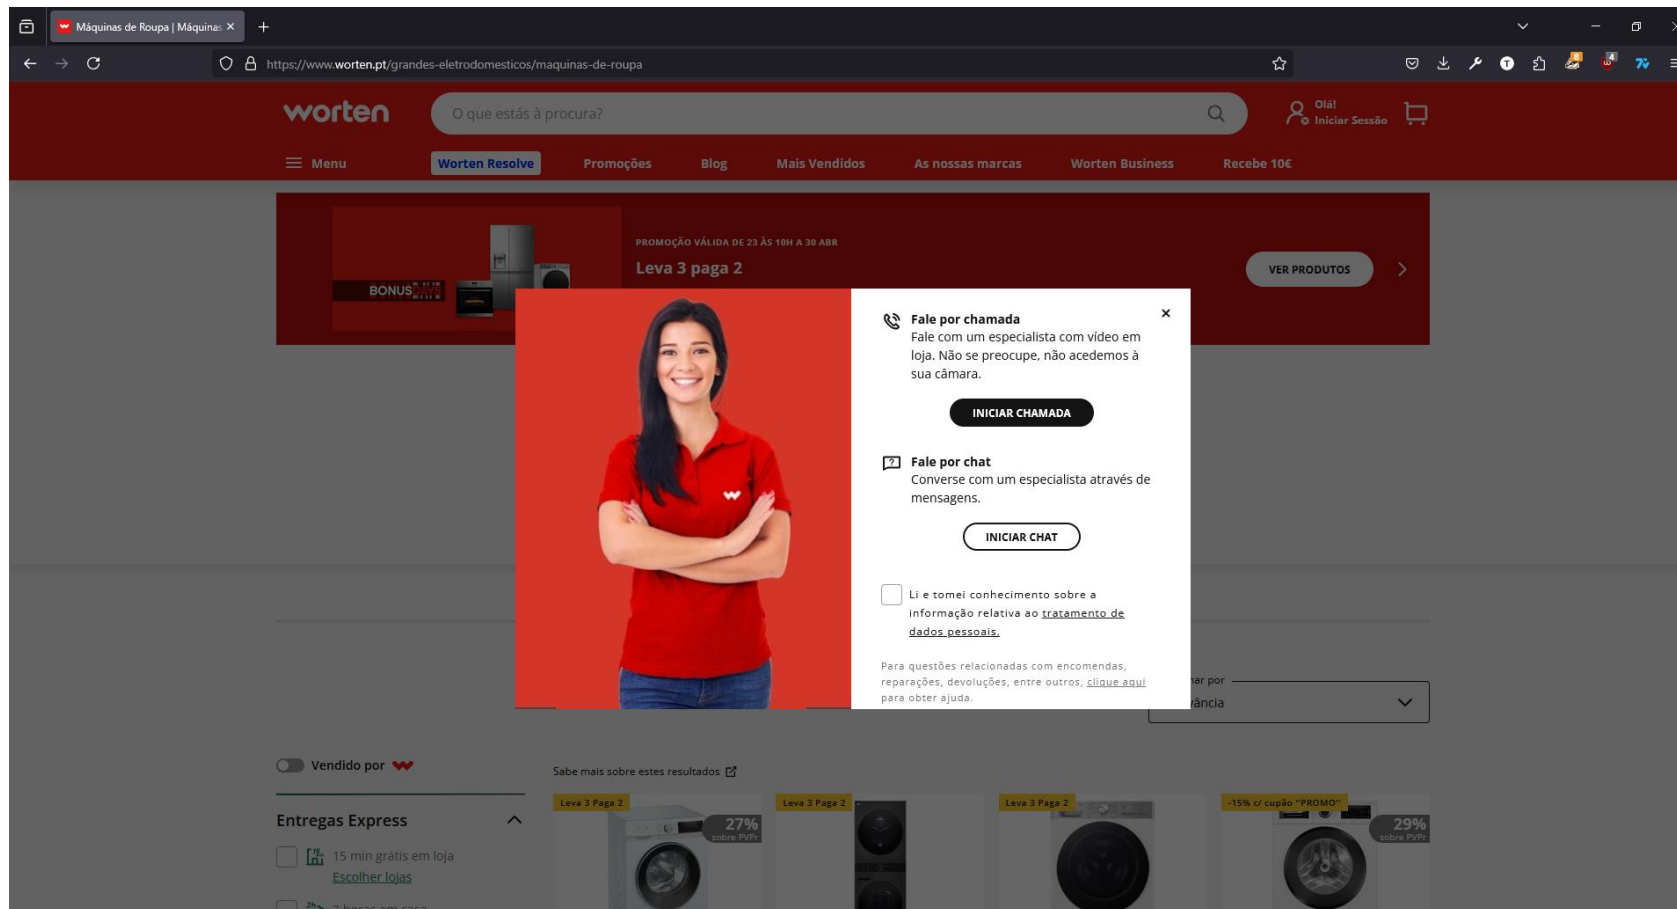 Máquinas de Roupa | Máquinas
https://www.worten.pt/grandes-eletrodomesticos/maquinas-de-roupa
8
4
worten
O que estás à procura?
Olá!
Iniciar Sessão
Menu
Worten Resolve
Promoções
Blog
Mais Vendidos
As nossas marcas
Worten Business
Recebe 10€
BONUSDAYS
PROMOÇÃO VÁLIDA DE 23 ÀS 10H A 30 ABR
Leva 3 paga 2
VER PRODUTOS
Fale por chamada
Fale com um especialista com vídeo em
loja. Não se preocupe, não acedemos à
sua câmara.
INICIAR CHAMADA
Fale por chat
Converse com um especialista através de
mensagens.
INICIAR CHAT
Li e tomei conhecimento sobre a
informação relativa ao tratamento de
dados pessoais.
Para questões relacionadas com encomendas,
reparações, devoluções, entre outros, clique aqui
para obter ajuda.
por
Vendido por
Sabe mais sobre estes resultados
Entregas Express
15 min grátis em loja
Escolher lojas
Leva 3 Paga 2
27%
sobre PVPr
Leva 3 Paga 2
Leva 3 Paga 2
-15% c/ cupão "PROMO"
29%
sobre PVPr